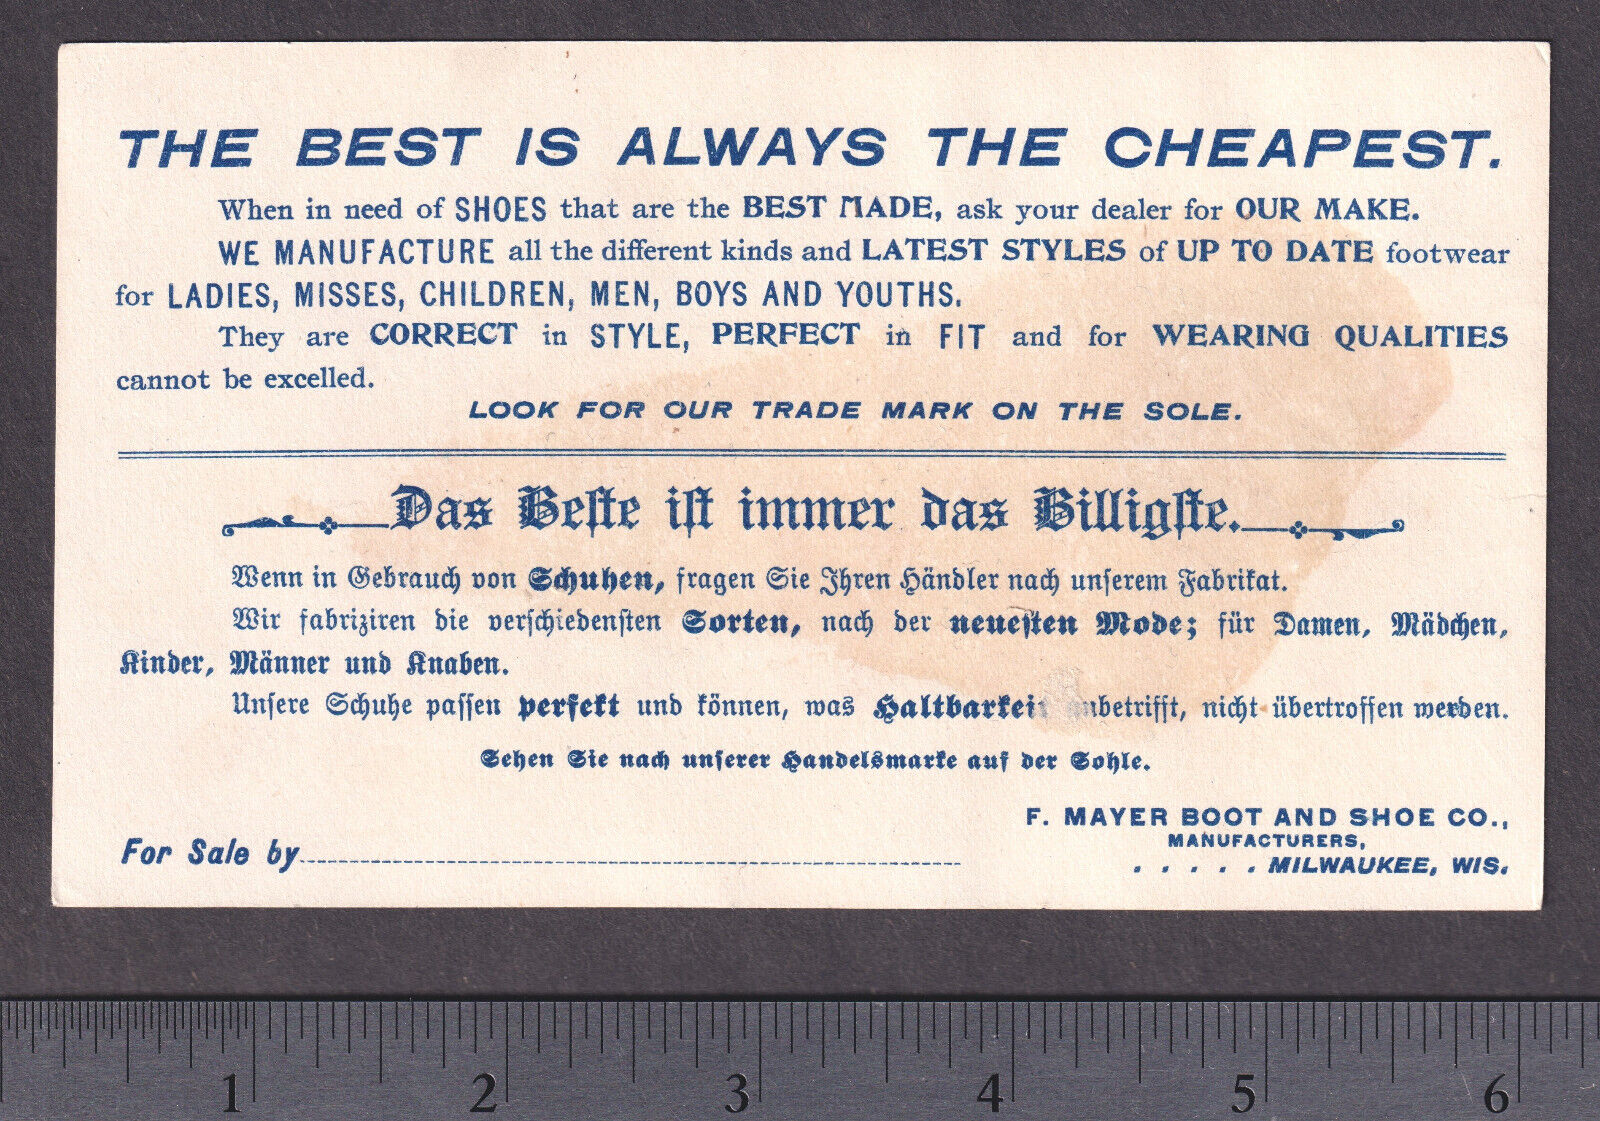 THE BEST IS ALWAYS THE CHEAPEST.
When in need of SHOES that are the BEST MADE, ask your dealer for OUR MAKE.
WE MANUFACTURE all the different kinds and LATEST STYLES of UP TO DATE footwear
for LADIES, MISSES, CHILDREN, MEN, BOYS AND YOUTHS.
They are CORRECT in STYLE, PERFECT in FIT and for WEARING QUALITIES
cannot be excelled.
LOOK FOR OUR TRADE MARK ON THE SOLE.
Das Beste ist immer das Billigste.
Wenn in Gebrauch von Schuhen, fragen Sie Ihren Händler nach unserem Fabrikat.
Wir fabriziren die verschiedensten Sorten, nach der neuesten Mode; für Damen, Mädchen,
Kinder, Männer und Knaben.
Unsere Schuhe passen perfekt und können, was Haltbarkeit anbetrifft, nicht übertroffen werden.
Sehen Sie nach unserer Handelsmarke auf der Sohle.
F. MAYER BOOT AND SHOE CO.,
MANUFACTURERS,
For Sale by
. . . . . MILWAUKEE, WIS.
1 2 3 4 5 6